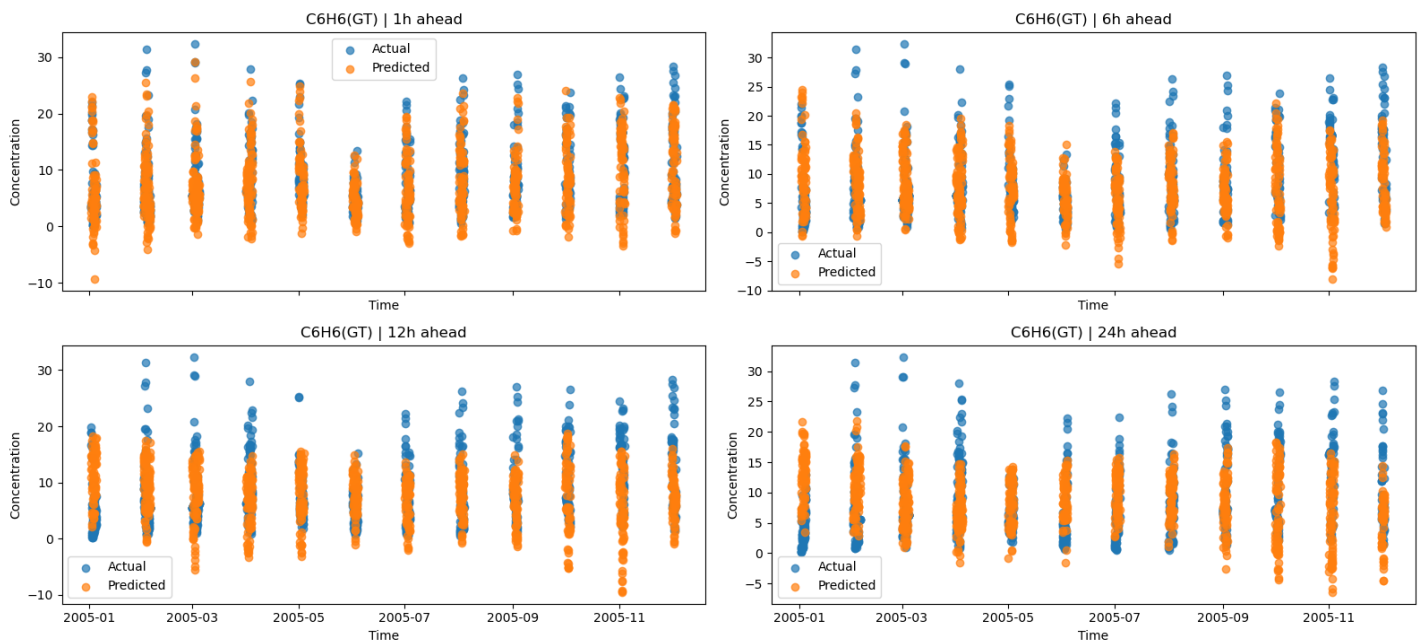 C6H6(GT) | 1h ahead
Concentration
30
20
10
0
−10
Actual
Predicted
Time
C6H6(GT) | 6h ahead
Concentration
30
25
20
15
10
5
0
−5
−10
Actual
Predicted
Time
C6H6(GT) | 12h ahead
Concentration
30
20
10
0
−10
Actual
Predicted
2005-01 2005-03 2005-05 2005-07 2005-09 2005-11
Time
C6H6(GT) | 24h ahead
Concentration
30
25
20
15
10
5
0
−5
Actual
Predicted
2005-01 2005-03 2005-05 2005-07 2005-09 2005-11
Time